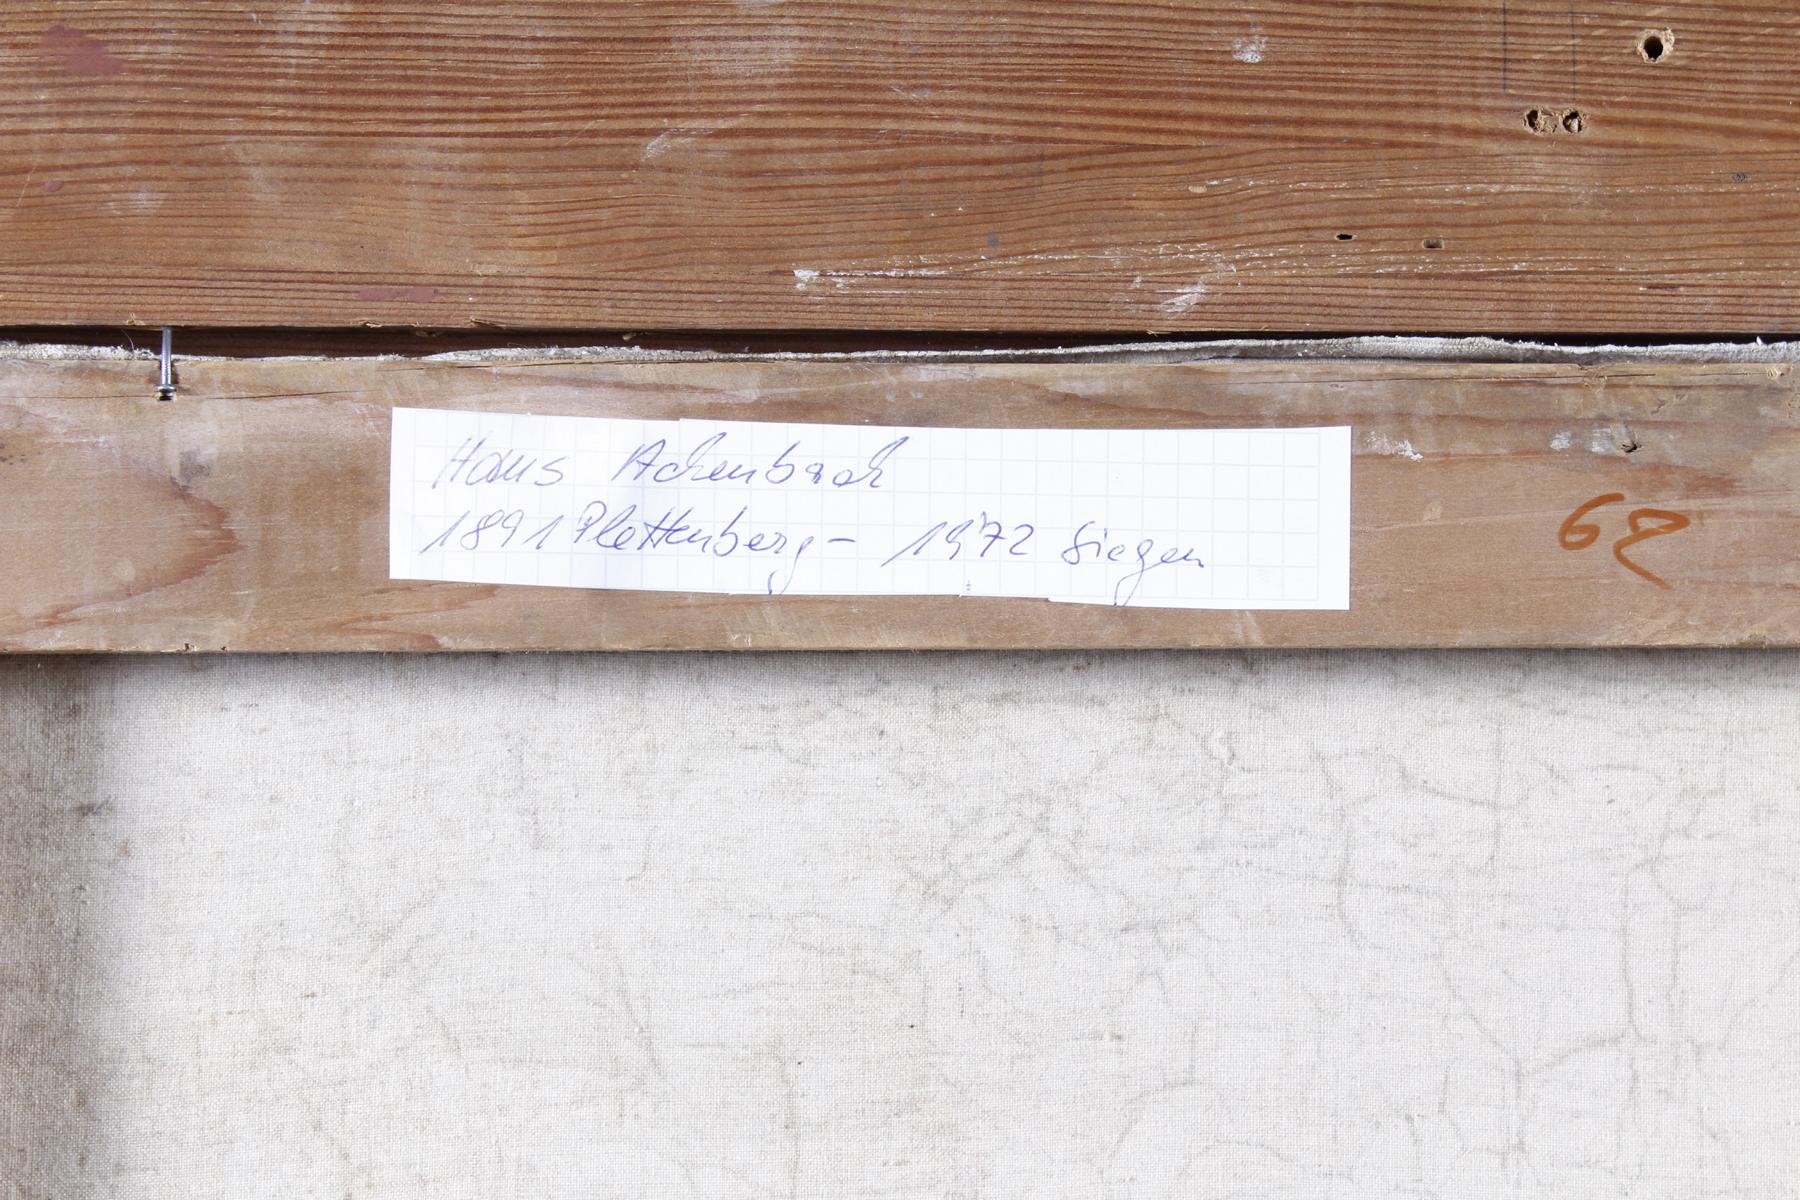 Hans Achenbach
1891 Plettenberg - 1972 Siegen
62